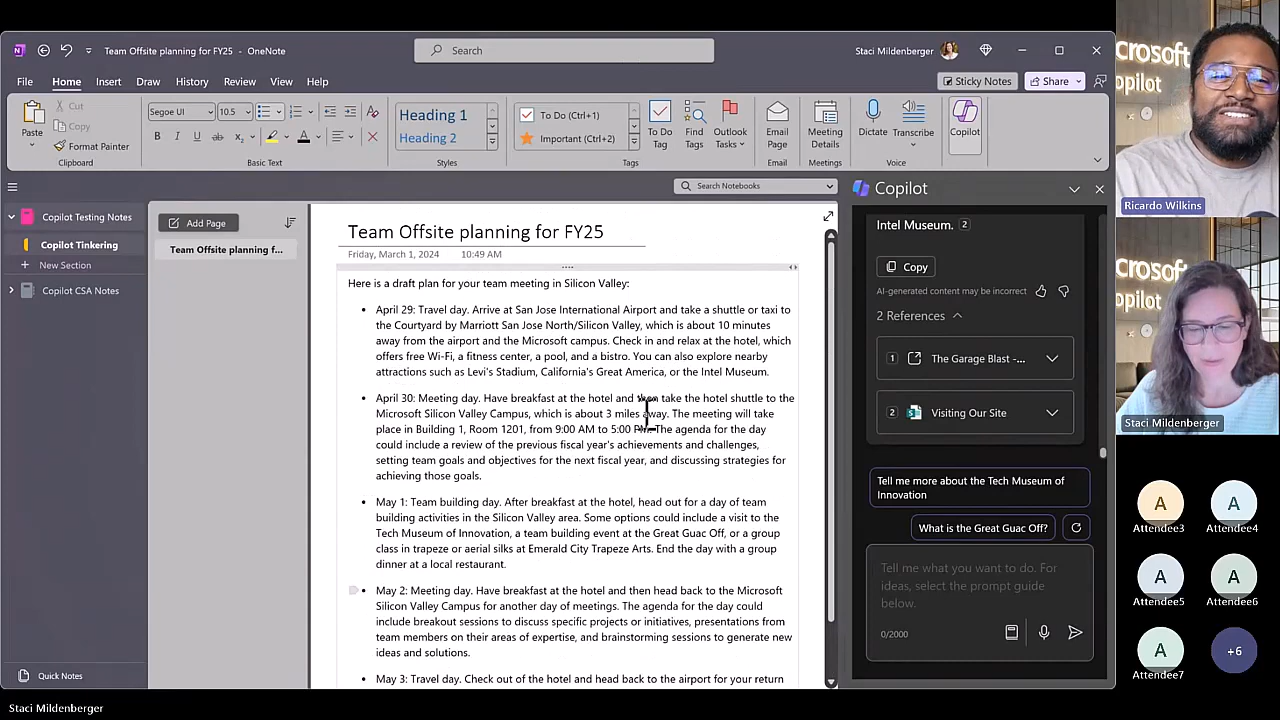 Team Offsite planning for FY25 - OneNote
Search
Staci Mildenberger
File Home Insert Draw History Review View Help
Sticky Notes
Share
Paste
Cut
Copy
Format Painter
Clipboard
Segoe UI
10.5
Basic Text
Heading 1
Heading 2
Styles
To Do (Ctrl+1)
Important (Ctrl+2)
To Do
Tag
Find
Tags
Outlook
Tasks
Tags
Email
Page
Email
Meeting
Details
Meetings
Dictate
Transcribe
Voice
Copilot
Search Notebooks
Copilot Testing Notes
Copilot Tinkering
New Section
Copilot CSA Notes
Quick Notes
Add Page
Team Offsite planning f...
Team Offsite planning for FY25
Friday, March 1, 2024 10:49 AM
Here is a draft plan for your team meeting in Silicon Valley:
April 29: Travel day. Arrive at San Jose International Airport and take a shuttle or taxi to
the Courtyard by Marriott San Jose North/Silicon Valley, which is about 10 minutes
away from the airport and the Microsoft campus. Check in and relax at the hotel, which
offers free Wi-Fi, a fitness center, a pool, and a bistro. You can also explore nearby
attractions such as Levi's Stadium, California's Great America, or the Intel Museum.
April 30: Meeting day. Have breakfast at the hotel and then take the hotel shuttle to the
Microsoft Silicon Valley Campus, which is about 3 miles away. The meeting will take
place in Building 1, Room 1201, from 9:00 AM to 5:00 PM. The agenda for the day
could include a review of the previous fiscal year's achievements and challenges,
setting team goals and objectives for the next fiscal year, and discussing strategies for
achieving those goals.
May 1: Team building day. After breakfast at the hotel, head out for a day of team
building activities in the Silicon Valley area. Some options could include a visit to the
Tech Museum of Innovation, a team building event at the Great Guac Off, or a group
class in trapeze or aerial silks at Emerald City Trapeze Arts. End the day with a group
dinner at a local restaurant.
May 2: Meeting day. Have breakfast at the hotel and then head back to the Microsoft
Silicon Valley Campus for another day of meetings. The agenda for the day could
include breakout sessions to discuss specific projects or initiatives, presentations from
team members on their areas of expertise, and brainstorming sessions to generate new
ideas and solutions.
May 3: Travel day. Check out of the hotel and head back to the airport for your return
Copilot
Intel Museum. 2
Copy
AI-generated content may be incorrect
2 References
1 The Garage Blast -...
2 Visiting Our Site
Tell me more about the Tech Museum of
Innovation
What is the Great Guac Off?
Tell me what you want to do. For
ideas, select the prompt guide
below.
0/2000
crosoft
opilot
Ricardo Wilkins
crosoft
opilot
Staci Mildenberger
A
Attendee3
A
Attendee4
A
Attendee5
A
Attendee6
A
Attendee7
+6
Staci Mildenberger